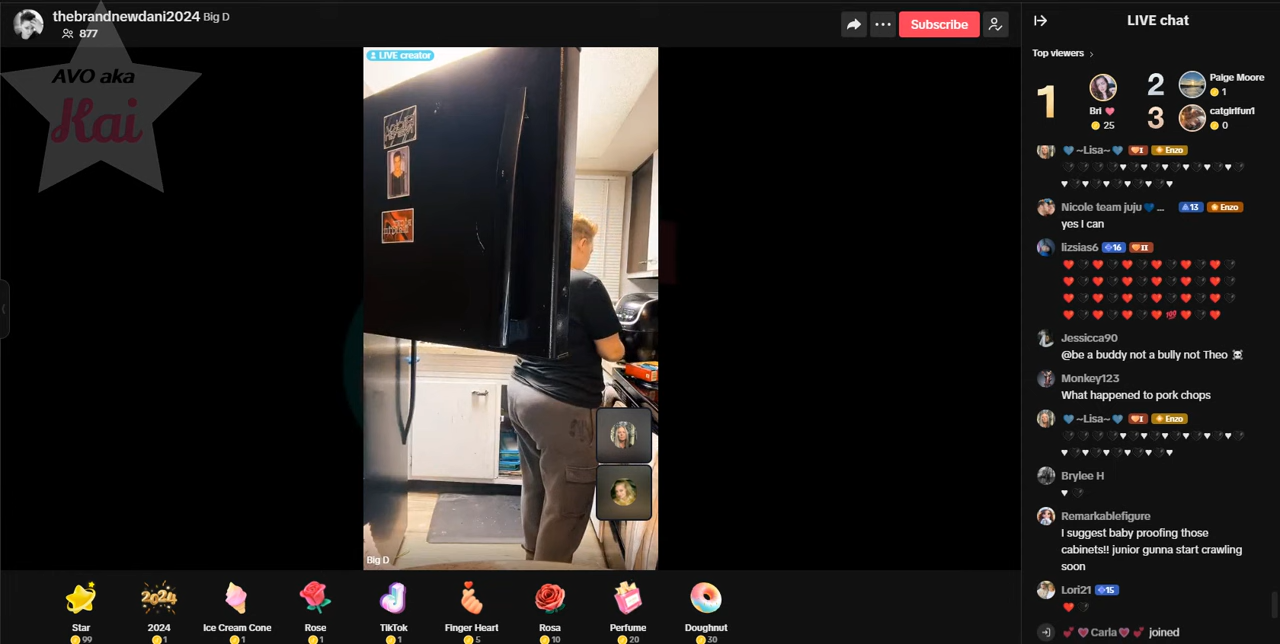 thebrandnewdani2024 Big D
877
Subscribe
AVO aka
Kai
LIVE creator
Big D
Star
99
2024
2024
1
Ice Cream Cone
1
Rose
1
TikTok
1
Finger Heart
5
Rosa
10
Perfume
20
Doughnut
30
LIVE chat
Top viewers
1
Bri
25
2
Paige Moore
1
3
catgirlfun1
0
~Lisa~ I Enzo
Nicole team juju ... 13 Enzo
yes I can
lizsias6 16 II
100
Jessicca90
@be a buddy not a bully not Theo
Monkey123
What happened to pork chops
~Lisa~ I Enzo
Brylee H
Remarkablefigure
I suggest baby proofing those
cabinets!! junior gunna start crawling
soon
Lori21 15
Carla joined